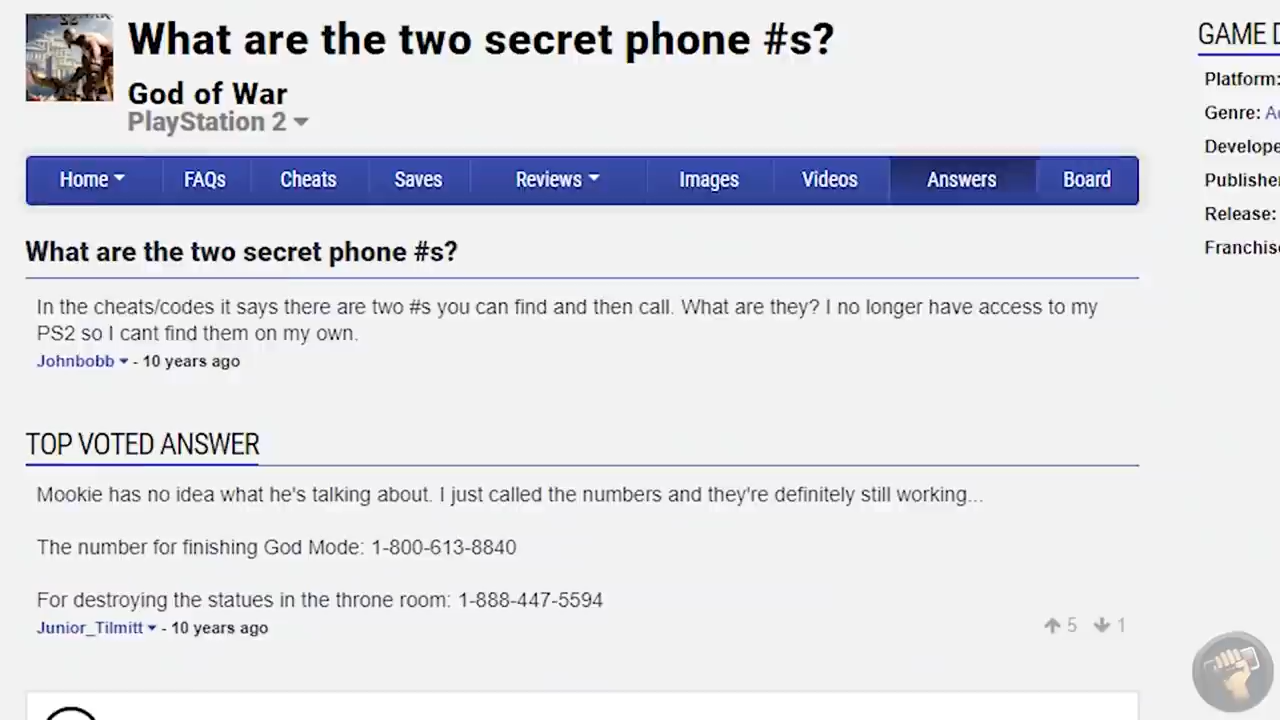 What are the two secret phone #s?
God of War
PlayStation 2
Home FAQs Cheats Saves Reviews Images Videos Answers Board
What are the two secret phone #s?
In the cheats/codes it says there are two #s you can find and then call. What are they? I no longer have access to my
PS2 so I cant find them on my own.
Johnbobb - 10 years ago
TOP VOTED ANSWER
Mookie has no idea what he's talking about. I just called the numbers and they're definitely still working...
The number for finishing God Mode: 1-800-613-8840
For destroying the statues in the throne room: 1-888-447-5594
Junior_Tilmitt - 10 years ago
5 1
GAME D
Platform:
Genre: A
Develope
Publisher
Release:
Franchis